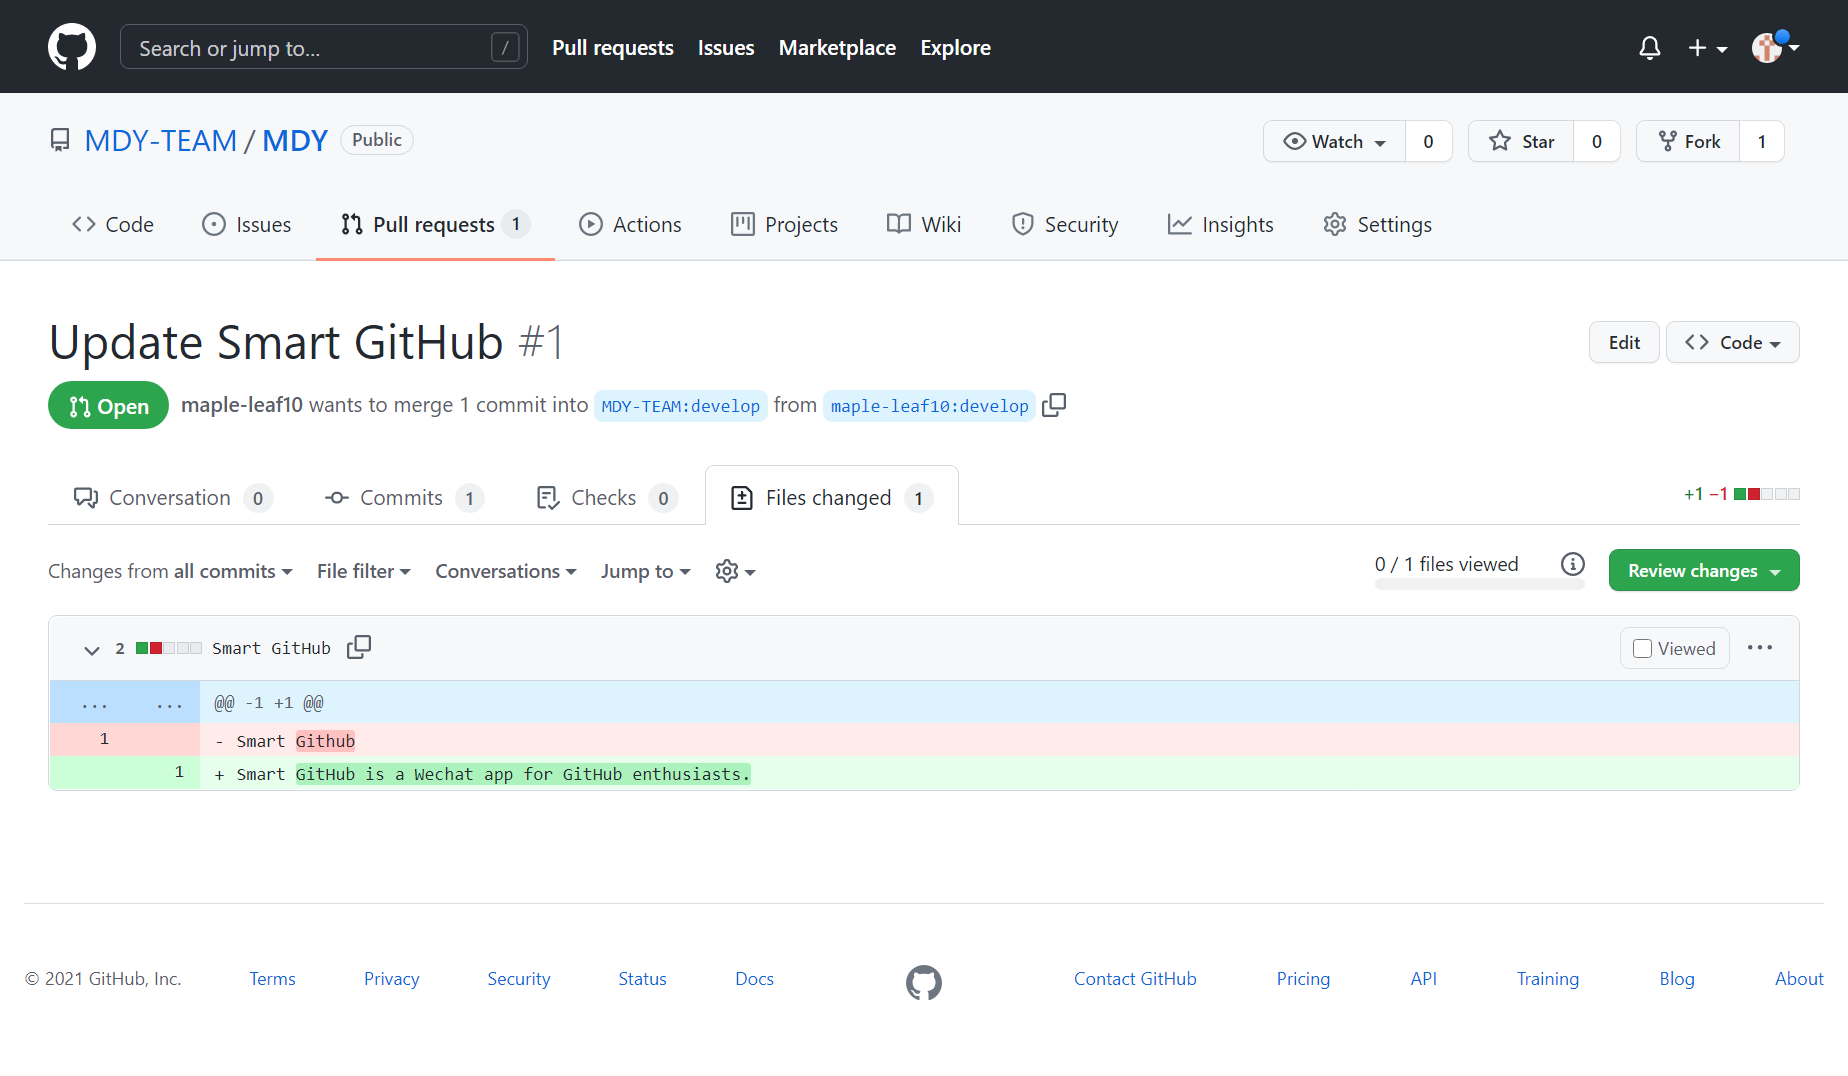 Search or jump to... / Pull requests Issues Marketplace Explore
MDY-TEAM / MDY Public Watch 0 Star 0 Fork 1
Code Issues Pull requests 1 Actions Projects Wiki Security Insights Settings
Update Smart GitHub #1 Edit Code
Open maple-leaf10 wants to merge 1 commit into MDY-TEAM:develop from maple-leaf10:develop
Conversation 0 Commits 1 Checks 0 Files changed 1 +1 −1
Changes from all commits File filter Conversations Jump to 0 / 1 files viewed Review changes
2 Smart GitHub Viewed ...
... ... @@ -1 +1 @@
1 - Smart Github
1 + Smart GitHub is a Wechat app for GitHub enthusiasts.
© 2021 GitHub, Inc. Terms Privacy Security Status Docs Contact GitHub Pricing API Training Blog About